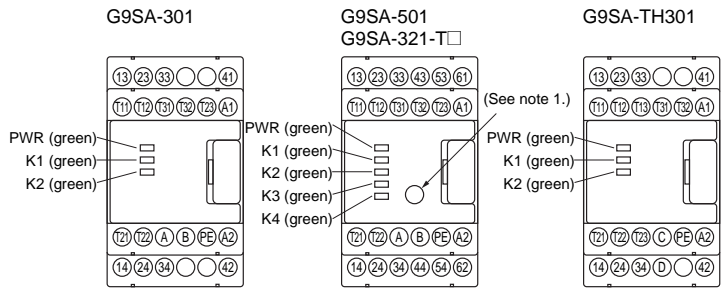 G9SA-301
13 23 33 41
T11 T12 T31 T32 T23 A1
PWR (green)
K1 (green)
K2 (green)
T21 T22 A B PE A2
14 24 34 42
G9SA-501
G9SA-321-T□
13 23 33 43 53 61
T11 T12 T31 T32 T23 A1
(See note 1.)
PWR (green)
K1 (green)
K2 (green)
K3 (green)
K4 (green)
T21 T22 A B PE A2
14 24 34 44 54 62
G9SA-TH301
13 23 33 41
T11 T12 T13 T31 T32 A1
PWR (green)
K1 (green)
K2 (green)
T21 T22 T23 C PE A2
14 24 34 D 42